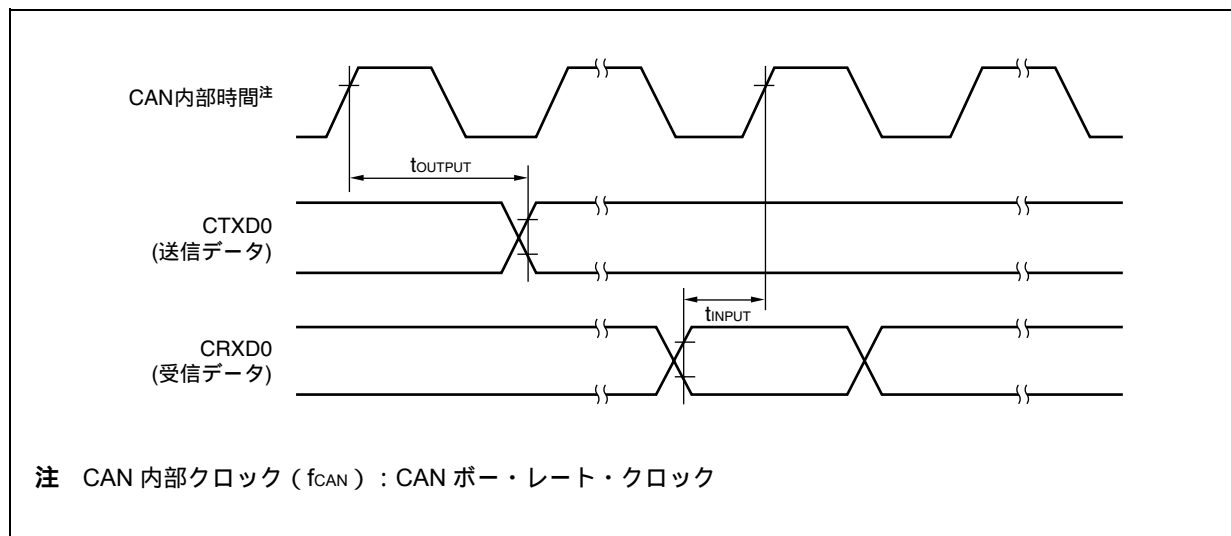 CAN内部時間注
tOUTPUT
CTXD0
(送信データ)
tINPUT
CRXD0
(受信データ)
注 CAN 内部クロック（fCAN）：CAN ボー・レート・クロック